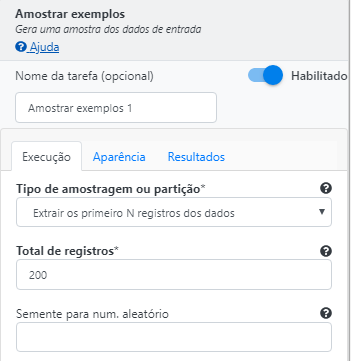 Amostrar exemplos
Gera uma amostra dos dados de entrada
Ajuda
Nome da tarefa (opcional)
Habilitado
Amostrar exemplos 1
Execução Aparência Resultados
Tipo de amostragem ou partição*
Extrair os primeiro N registros dos dados
Total de registros*
200
Semente para num. aleatório